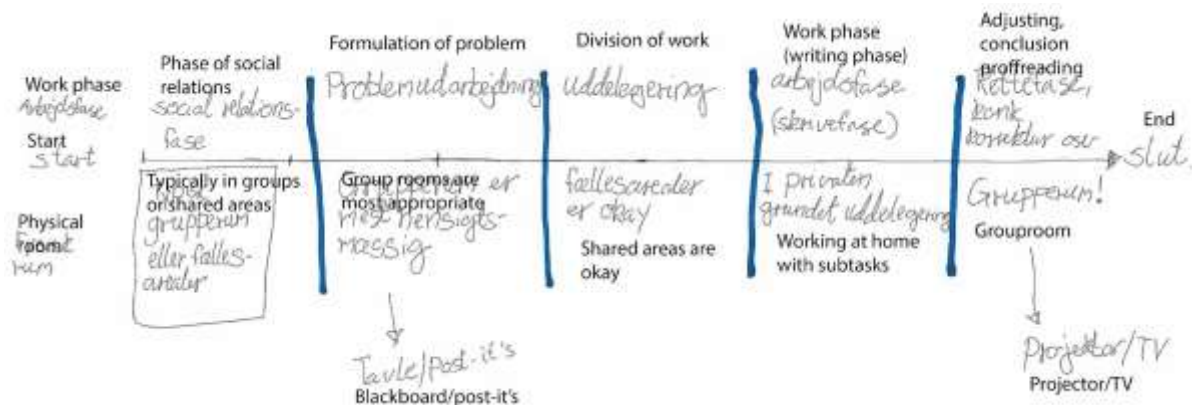 Work phase
Arbejdsfase
Start
start
Physical
room
rum
Phase of social
relations
social relations-
fase
Typically in groups
or shared areas
grupperum
eller fælles-
arealer
Formulation of problem
Problemudarbejdning
Group rooms are
most appropriate
Grupperum er
mest hensigts-
mæssig
Tavle/Post-it's
Blackboard/post-it's
Division of work
uddelegering
fællesarealer
er okay
Shared areas are
okay
Work phase
(writing phase)
arbejdsfase
(skrivefase)
I privaten
grundet uddelegering
Working at home
with subtasks
Adjusting,
conclusion
proffreading
Rettefase,
konk
korrektur osv
Grupperum!
Grouproom
Projektor/TV
Projector/TV
End
slut